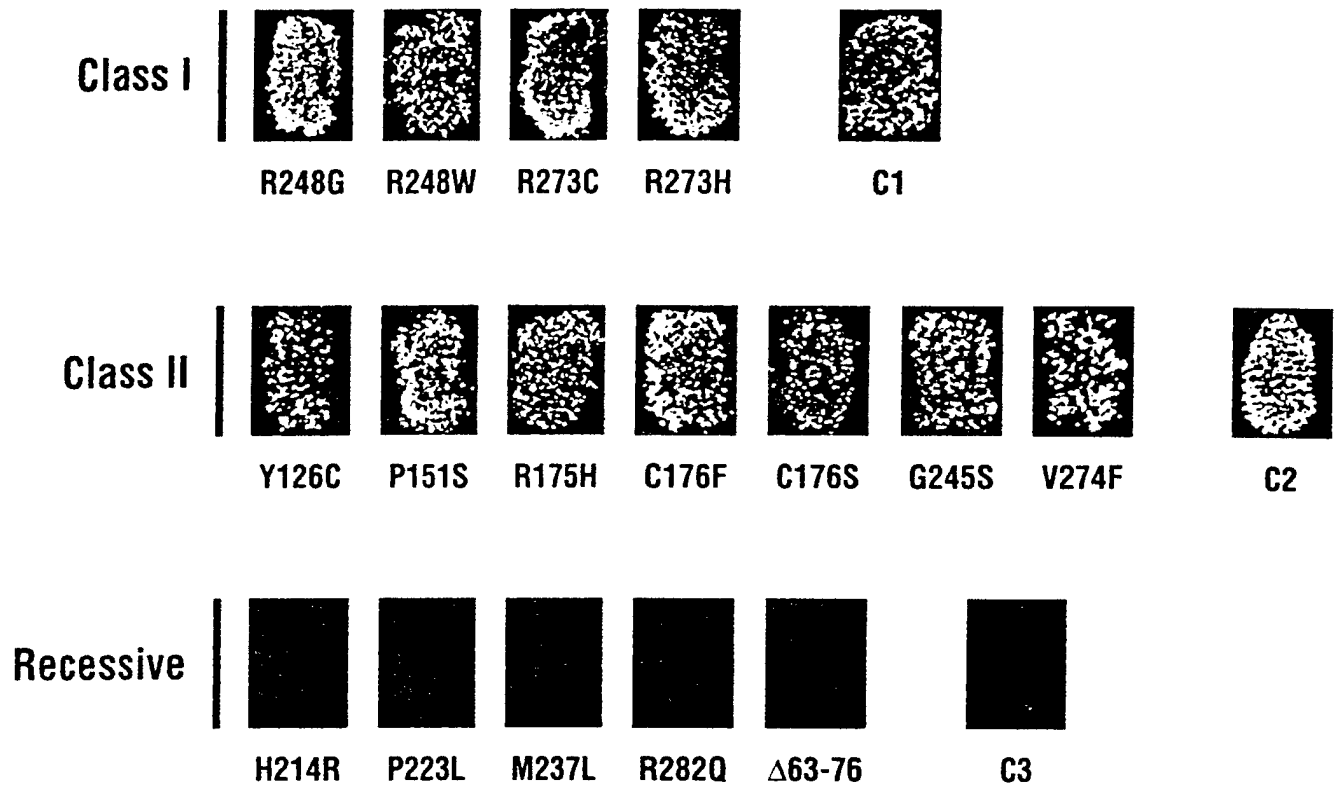 Class I
R248G R248W R273C R273H C1
Class II
Y126C P151S R175H C176F C176S G245S V274F C2
Recessive
H214R P223L M237L R282Q Δ63-76 C3